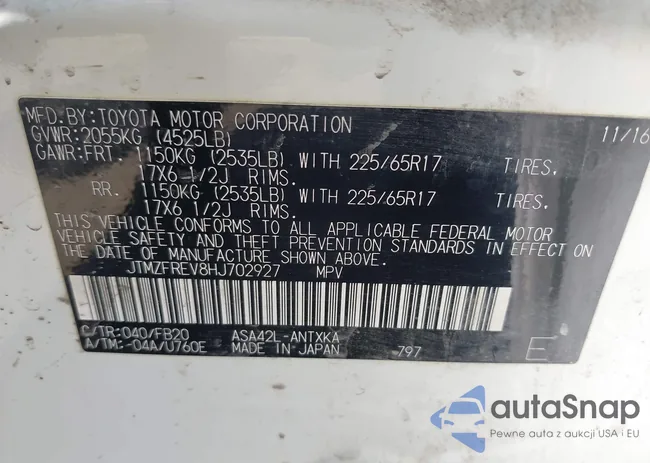 MFD.BY:TOYOTA MOTOR CORPORATION 11/16
GVWR:2055KG (4525LB)
GAWR:FRT. 1150KG (2535LB) WITH 225/65R17 TIRES,
17X6 1/2J RIMS.
RR. 1150KG (2535LB) WITH 225/65R17 TIRES,
17X6 1/2J RIMS.
THIS VEHICLE CONFORMS TO ALL APPLICABLE FEDERAL MOTOR
VEHICLE SAFETY AND THEFT PREVENTION STANDARDS IN EFFECT ON
THE DATE OF MANUFACTURE SHOWN ABOVE.
JTMZFREV8HJ702927 MPV
C/TR:040/FB20 ASA42L-ANTXKA
A/TM:-04A/U760E MADE IN JAPAN 797 E
autaSnap
Pewne auta z aukcji USA i EU